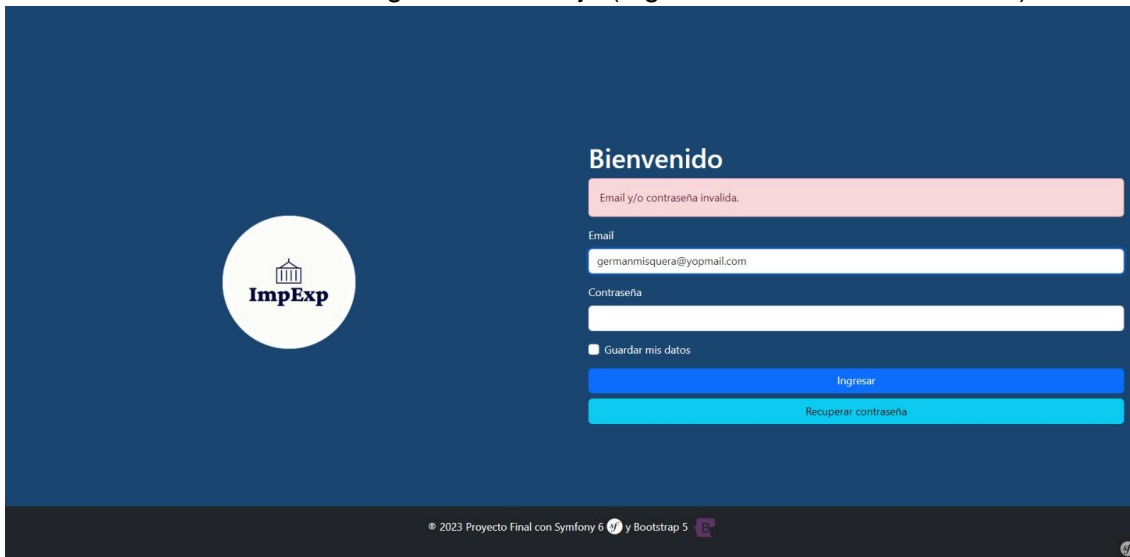 Bienvenido
Email y/o contraseña invalida.
Email
germanmisquera@yopmail.com
Contraseña
Guardar mis datos
Ingresar
Recuperar contraseña
ImpExp
® 2023 Proyecto Final con Symfony 6 sf y Bootstrap 5 B